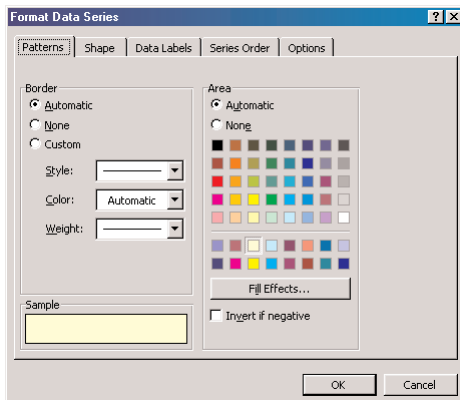 Format Data Series
Patterns Shape Data Labels Series Order Options
Border
Automatic
None
Custom
Style:
Color: Automatic
Weight:
Sample
Area
Automatic
None
Fill Effects...
Invert if negative
OK Cancel